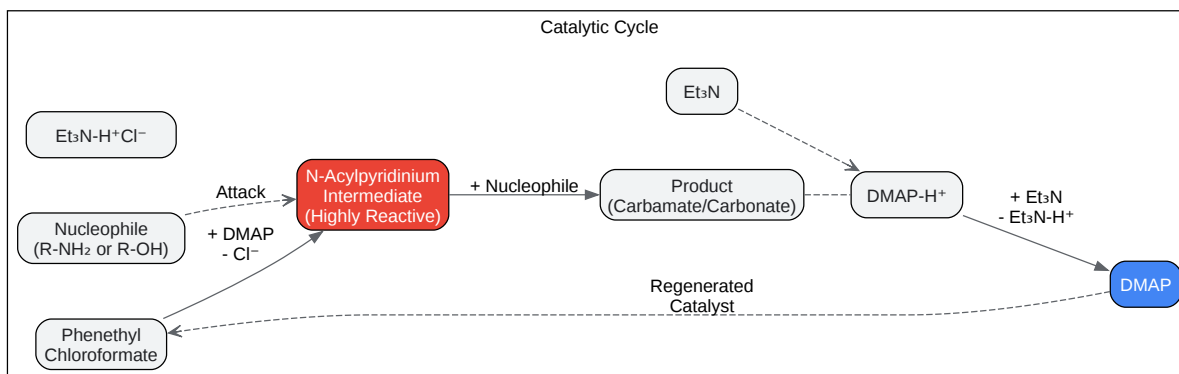 Catalytic Cycle
Et₃N
Et₃N-H⁺Cl⁻
N-Acylpyridinium
Intermediate
(Highly Reactive)
Attack
+ Nucleophile
Product
(Carbamate/Carbonate)
DMAP-H⁺
+ Et₃N
- Et₃N-H⁺
Nucleophile
(R-NH₂ or R-OH)
+ DMAP
- Cl⁻
DMAP
Regenerated
Catalyst
Phenethyl
Chloroformate